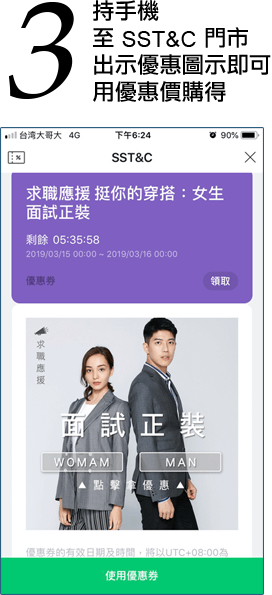 3
持手機
至 SST&C 門市
出示優惠圖示即可
用優惠價購得
台湾大哥大 4G 下午6:24 90%
% SST&C
求職應援 挺你的穿搭：女生
面試正裝
剩餘 05:35:58
2019/03/15 00:00 ~ 2019/03/16 00:00
優惠券 領取
求職應援
面試正裝
WOMAM MAN
▲點擊拿優惠▲
優惠券的有效日期及時間，將以UTC+08:00為
使用優惠券